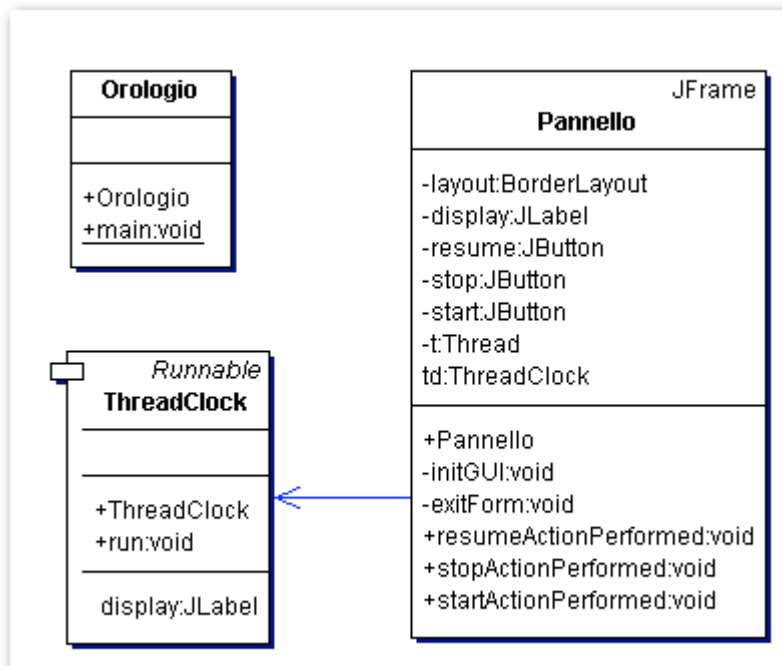 Orologio
+Orologio
+main:void
JFrame
Pannello
-layout:BorderLayout
-display:JLabel
-resume:JButton
-stop:JButton
-start:JButton
-t:Thread
td:ThreadClock
+Pannello
-initGUI:void
-exitForm:void
+resumeActionPerformed:void
+stopActionPerformed:void
+startActionPerformed:void
Runnable
ThreadClock
+ThreadClock
+run:void
display:JLabel